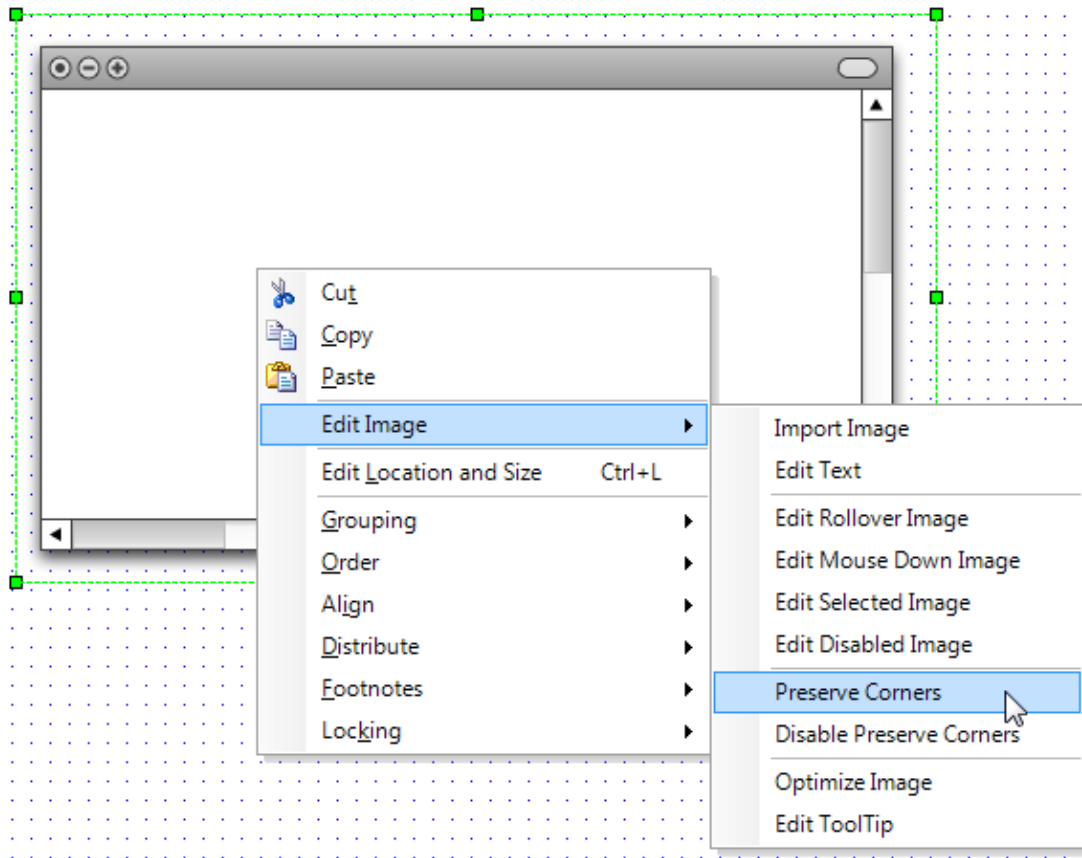 Cut
Copy
Paste
Edit Image
Edit Location and Size Ctrl+L
Grouping
Order
Align
Distribute
Footnotes
Locking
Import Image
Edit Text
Edit Rollover Image
Edit Mouse Down Image
Edit Selected Image
Edit Disabled Image
Preserve Corners
Disable Preserve Corners
Optimize Image
Edit ToolTip